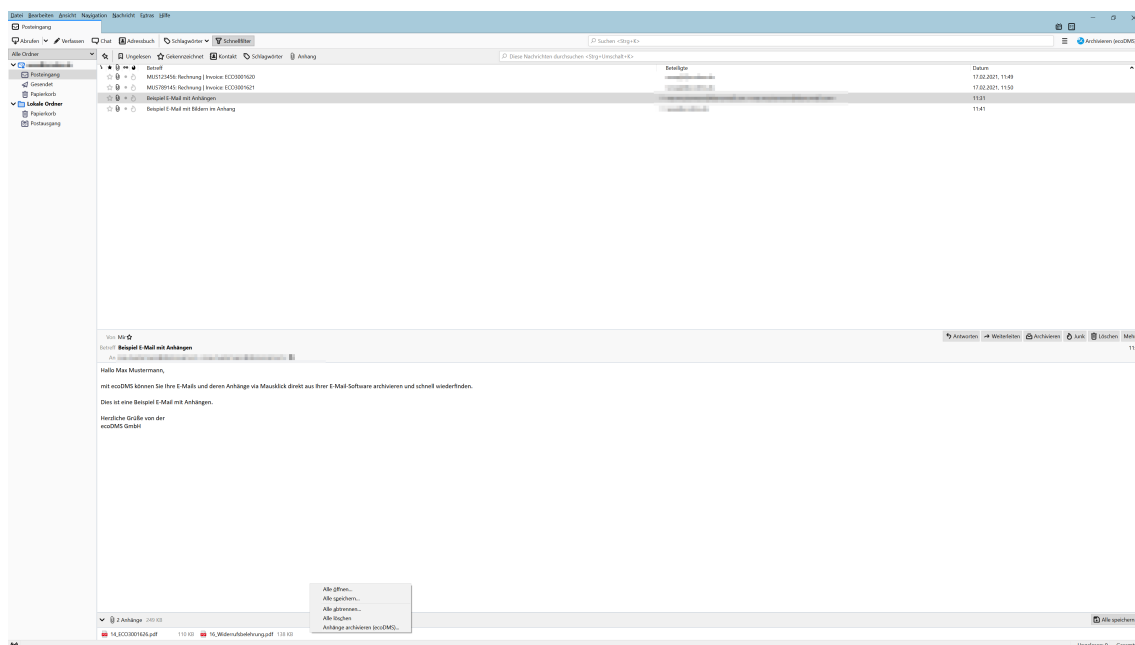 Datei Bearbeiten Ansicht Navigation Nachricht Extras Hilfe
Posteingang
Abrufen Verfassen Chat Adressbuch Schlagwörter Schnellfilter Suchen <Strg+K> Archivieren (ecoDMS
Alle Ordner
Ungelesen Gekennzeichnet Kontakt Schlagwörter Anhang Diese Nachrichten durchsuchen <Strg+Umschalt+K>
Betreff Beteiligte Datum
Posteingang
Gesendet
Papierkorb
Lokale Ordner
Papierkorb
Postausgang
MUS123456: Rechnung | Invoice: ECO3001620 17.02.2021, 11:49
MUS789145: Rechnung | Invoice: ECO3001621 17.02.2021, 11:50
Beispiel E-Mail mit Anhängen 11:21
Beispiel E-Mail mit Bildern im Anhang 11:41
Von Mir
Antworten Weiterleiten Archivieren Junk Löschen Meh
Betreff Beispiel E-Mail mit Anhängen 11:
An
Hallo Max Mustermann,
mit ecoDMS können Sie Ihre E-Mails und deren Anhänge via Mausklick direkt aus Ihrer E-Mail-Software archivieren und schnell wiederfinden.
Dies ist eine Beispiel E-Mail mit Anhängen.
Herzliche Grüße von der
ecoDMS GmbH
Alle öffnen...
Alle speichern...
Alle abtrennen...
Alle löschen
Anhänge archivieren (ecoDMS)...
2 Anhänge 249 KB Alle speichern
14_ECO3001626.pdf 110 KB 16_Widerrufsbelehrung.pdf 138 KB